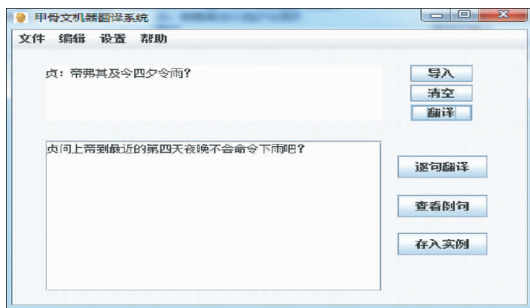 甲骨文机器翻译系统
文件 编辑 设置 帮助
贞：帝弗其及今四夕令雨?
导入
清空
翻译
贞问上帝到最近的第四天夜晚不会命令下雨吧?
逐句翻译
查看例句
存入实例